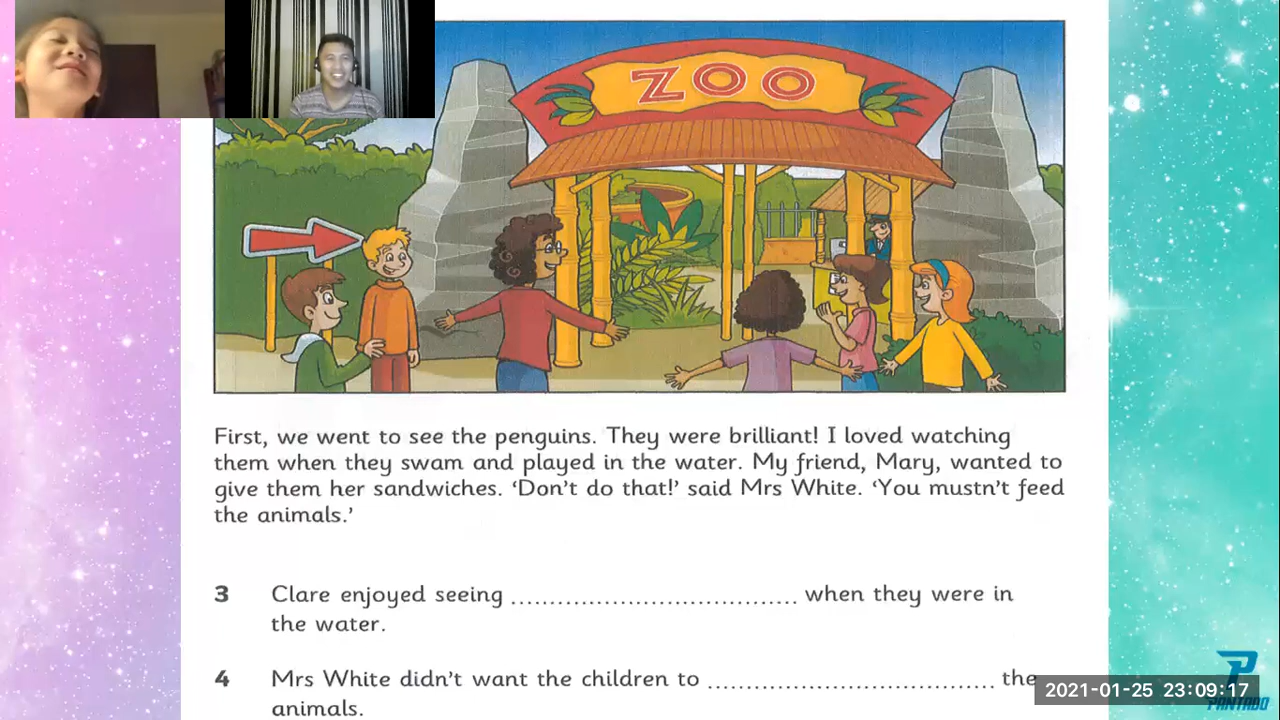 ZOO
First, we went to see the penguins. They were brilliant! I loved watching
them when they swam and played in the water. My friend, Mary, wanted to
give them her sandwiches. ‘Don’t do that!’ said Mrs White. ‘You mustn’t feed
the animals.’
3 Clare enjoyed seeing ...................................... when they were in
the water.
4 Mrs White didn’t want the children to ...................................... the
animals.
2021-01-25 23:09:17
PANTADO